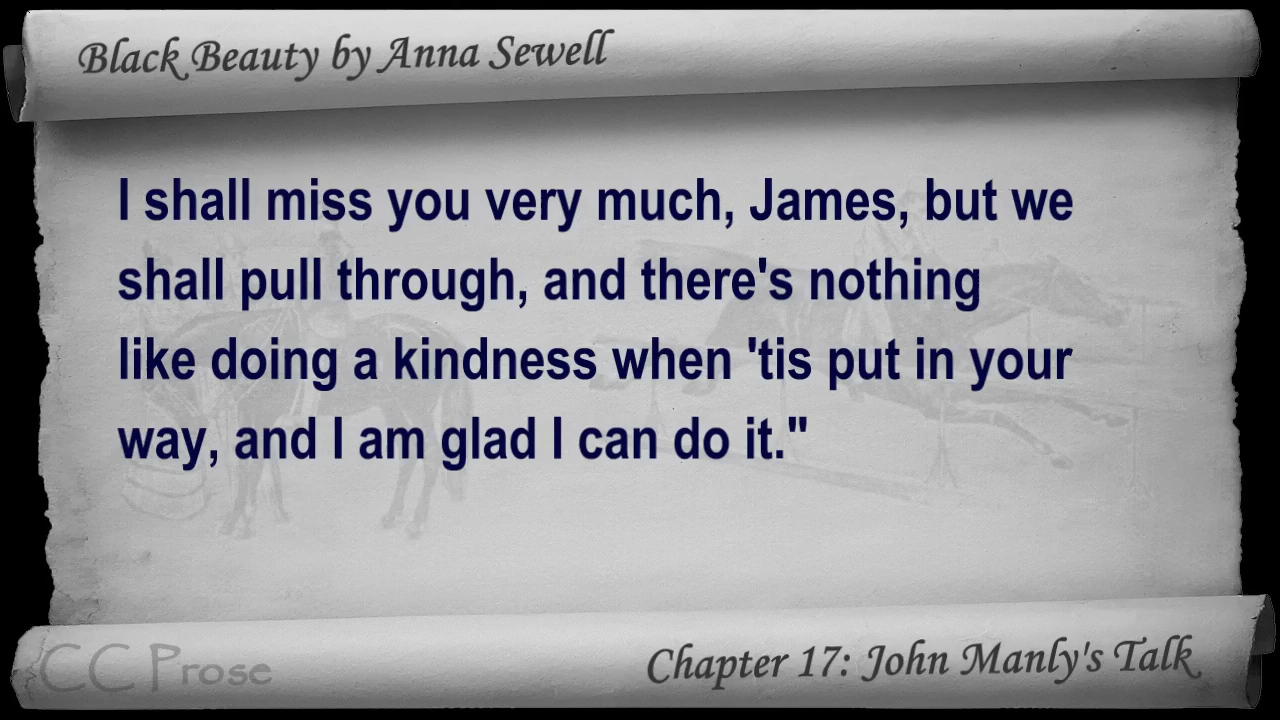 Black Beauty by Anna Sewell
I shall miss you very much, James, but we
shall pull through, and there's nothing
like doing a kindness when 'tis put in your
way, and I am glad I can do it."
CC Prose
Chapter 17: John Manly's Talk